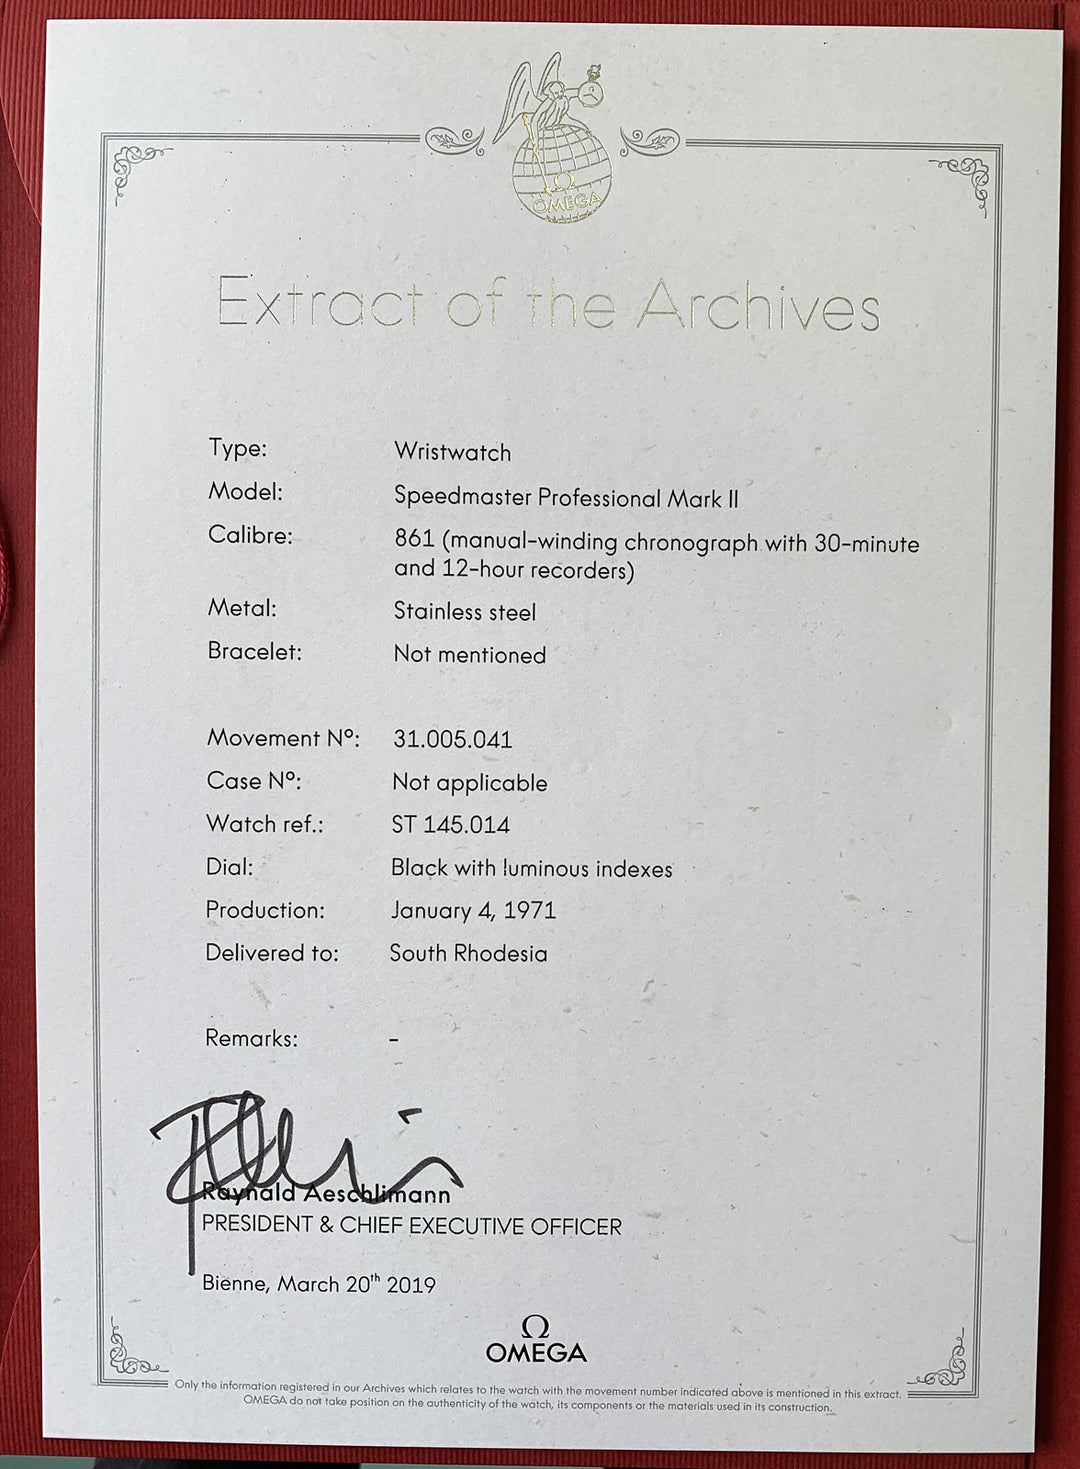 OMEGA
Extract of the Archives
Type: Wristwatch
Model: Speedmaster Professional Mark II
Calibre: 861 (manual-winding chronograph with 30-minute
and 12-hour recorders)
Metal: Stainless steel
Bracelet: Not mentioned
Movement Nº: 31.005.041
Case Nº: Not applicable
Watch ref.: ST 145.014
Dial: Black with luminous indexes
Production: January 4, 1971
Delivered to: South Rhodesia
Remarks: -
Raynald Aeschlimann
PRESIDENT & CHIEF EXECUTIVE OFFICER
Bienne, March 20th 2019
Ω
OMEGA
Only the information registered in our Archives which relates to the watch with the movement number indicated above is mentioned in this extract.
OMEGA do not take position on the authenticity of the watch, its components or the materials used in its construction.